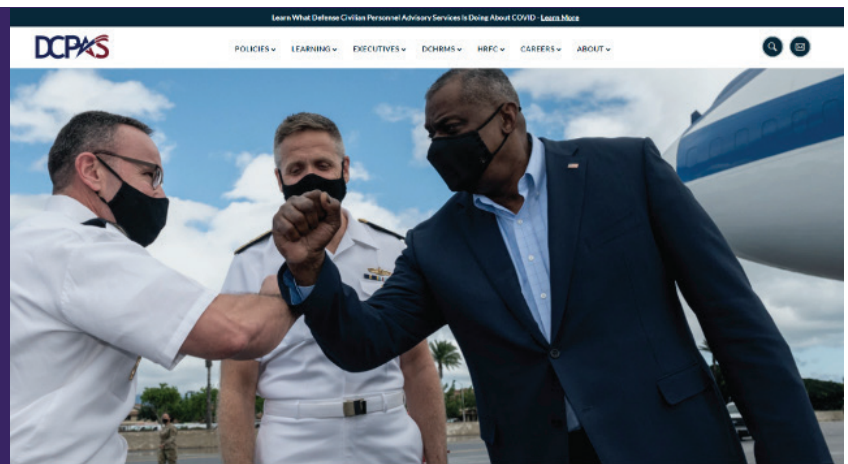 Learn What Defense Civilian Personnel Advisory Services Is Doing About COVID - Learn More
DCPAS
POLICIES LEARNING EXECUTIVES DCHRMS HRFC CAREERS ABOUT